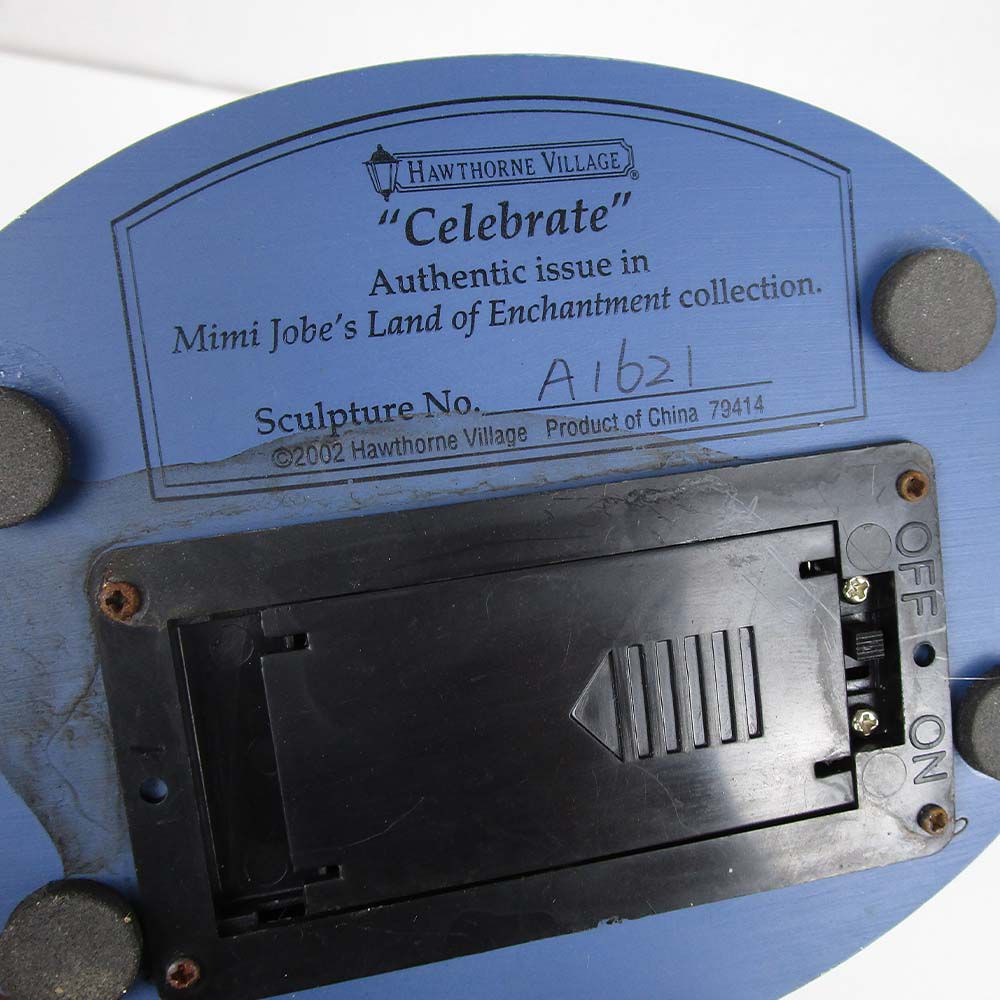 HAWTHORNE VILLAGE®
“Celebrate”
Authentic issue in
Mimi Jobe's Land of Enchantment collection.
Sculpture No. A1621
©2002 Hawthorne Village Product of China 79414
OFF
ON